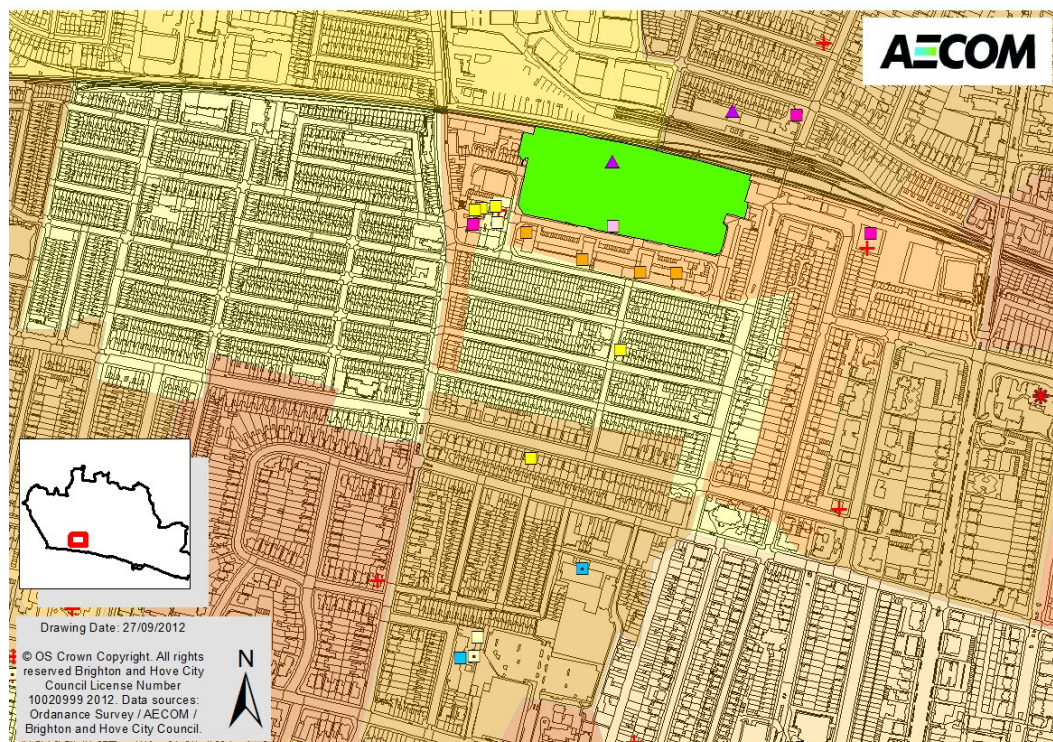 AECOM
Drawing Date: 27/09/2012
© OS Crown Copyright. All rights
reserved Brighton and Hove City
Council License Number
10020999 2012. Data sources:
Ordanance Survey / AECOM /
Brighton and Hove City Council.
N